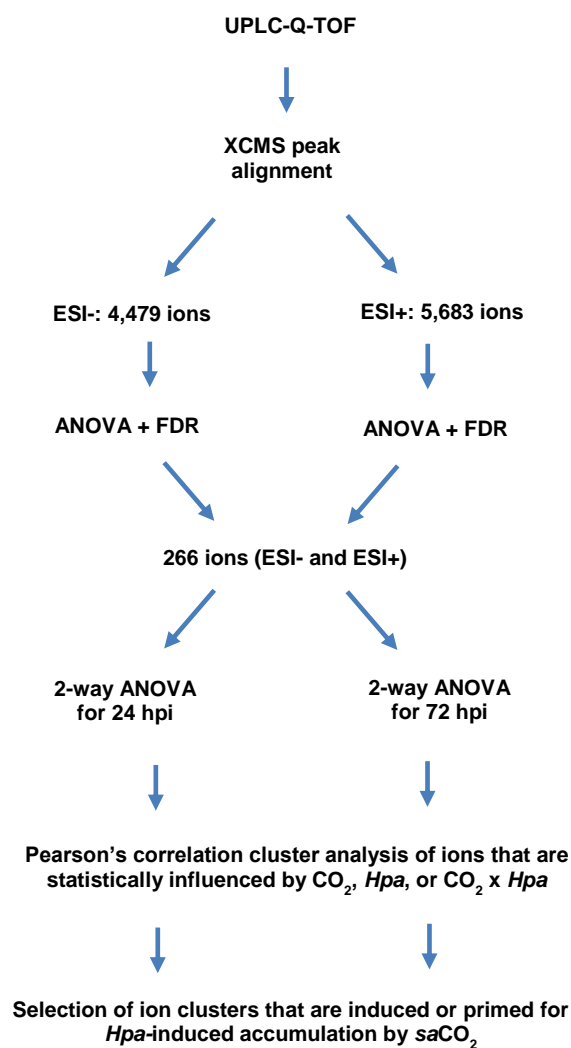 UPLC-Q-TOF
XCMS peak
alignment
ESI-: 4,479 ions
ESI+: 5,683 ions
ANOVA + FDR
ANOVA + FDR
266 ions (ESI- and ESI+)
2-way ANOVA
for 24 hpi
2-way ANOVA
for 72 hpi
Pearson’s correlation cluster analysis of ions that are
statistically influenced by CO₂, Hpa, or CO₂ x Hpa
Selection of ion clusters that are induced or primed for
Hpa-induced accumulation by saCO₂